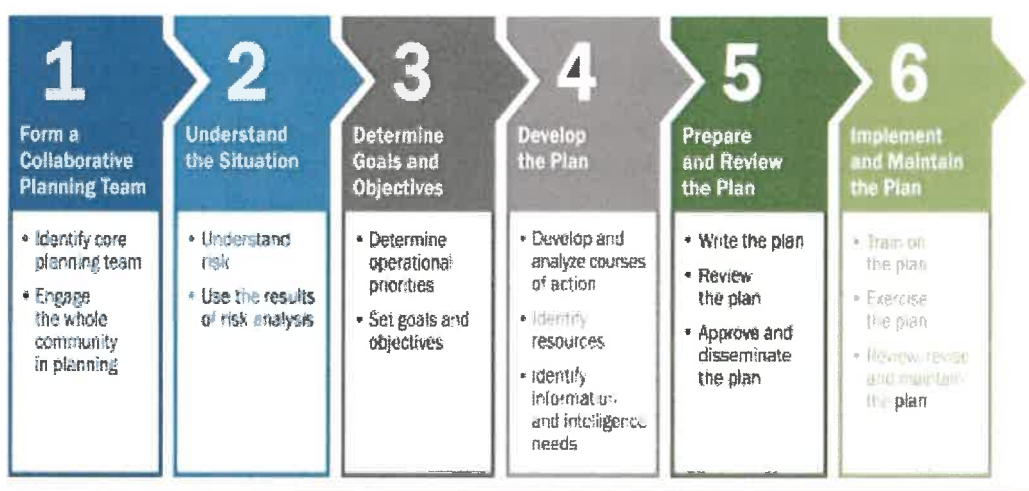 1
Form a
Collaborative
Planning Team
• Identify core
planning team
• Engage
the whole
community
in planning
2
Understand
the Situation
• Understand
risk
• Use the results
of risk analysis
3
Determine
Goals and
Objectives
• Determine
operational
priorities
• Set goals and
objectives
4
Develop
the Plan
• Develop and
analyze courses
of action
• Identify
resources
• Identify
information
and intelligence
needs
5
Prepare
and Review
the Plan
• Write the plan
• Review
the plan
• Approve and
disseminate
the plan
6
Implement
and Maintain
the Plan
• Train on
the plan
• Exercise
the plan
• Review, revise
and maintain
the plan